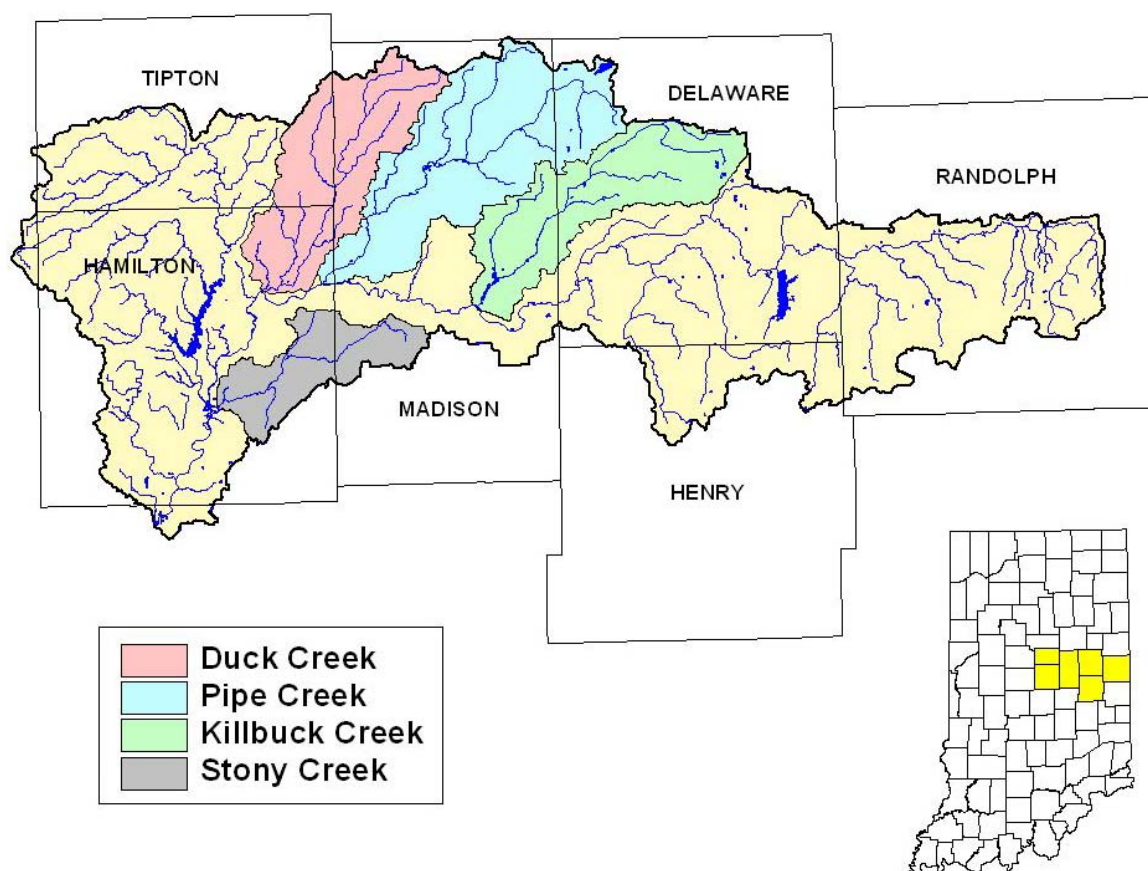 TIPTON
DELAWARE
RANDOLPH
HAMILTON
MADISON
HENRY
Duck Creek
Pipe Creek
Killbuck Creek
Stony Creek